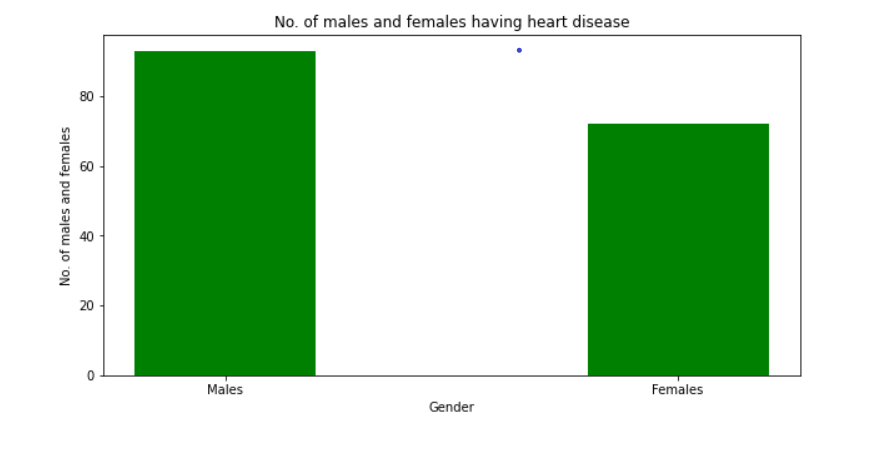 No. of males and females having heart disease
No. of males and females
80
60
40
20
0
Males Females
Gender